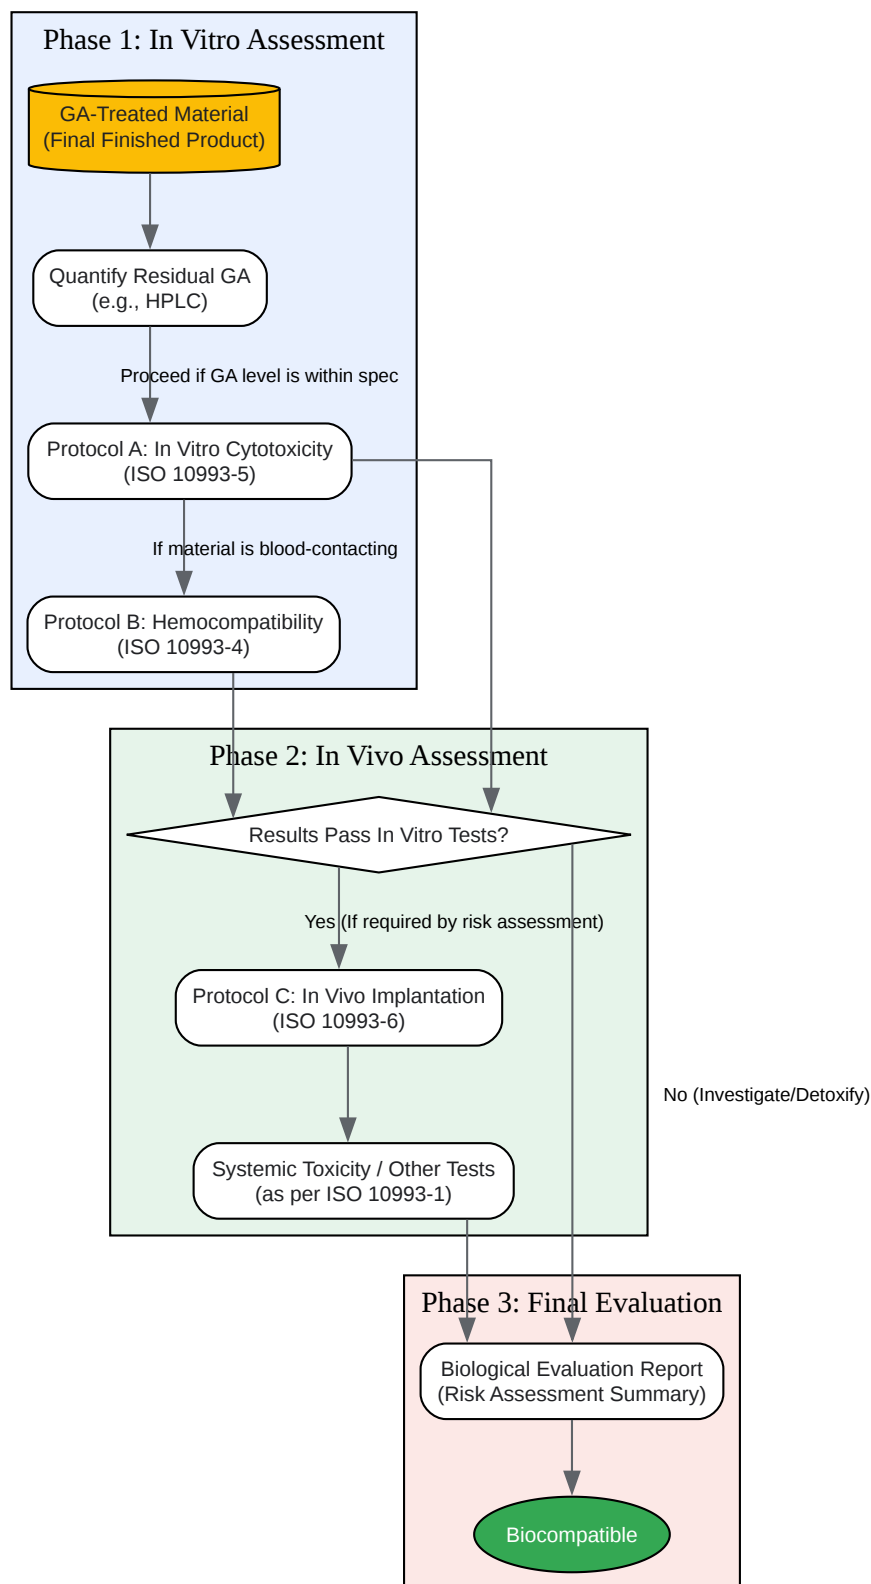 Phase 1: In Vitro Assessment
GA-Treated Material
(Final Finished Product)
Quantify Residual GA
(e.g., HPLC)
Proceed if GA level is within spec
Protocol A: In Vitro Cytotoxicity
(ISO 10993-5)
If material is blood-contacting
Protocol B: Hemocompatibility
(ISO 10993-4)
Phase 2: In Vivo Assessment
Results Pass In Vitro Tests?
Yes (If required by risk assessment)
Protocol C: In Vivo Implantation
(ISO 10993-6)
No (Investigate/Detoxify)
Systemic Toxicity / Other Tests
(as per ISO 10993-1)
Phase 3: Final Evaluation
Biological Evaluation Report
(Risk Assessment Summary)
Biocompatible